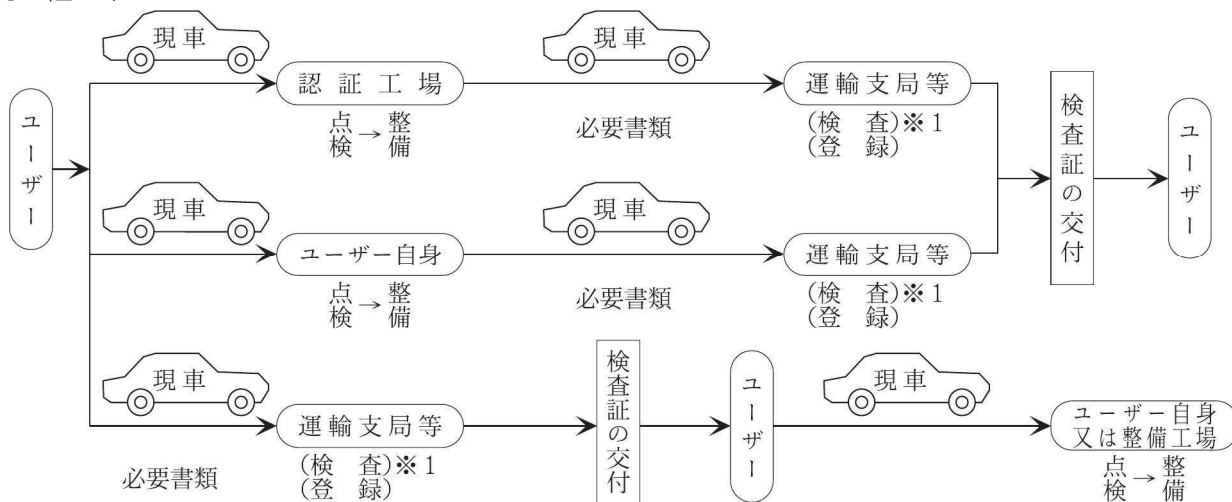 現車
現車
ユーザー
認証工場
運輸支局等
検査証の交付
ユーザー
点検→整備
必要書類
(検 査)※1
(登 録)
現車
現車
ユーザー自身
運輸支局等
点検→整備
必要書類
(検 査)※1
(登 録)
現車
運輸支局等
検査証の交付
ユーザー
現車
ユーザー自身
又は整備工場
必要書類
(検 査)※1
(登 録)
点検→整備